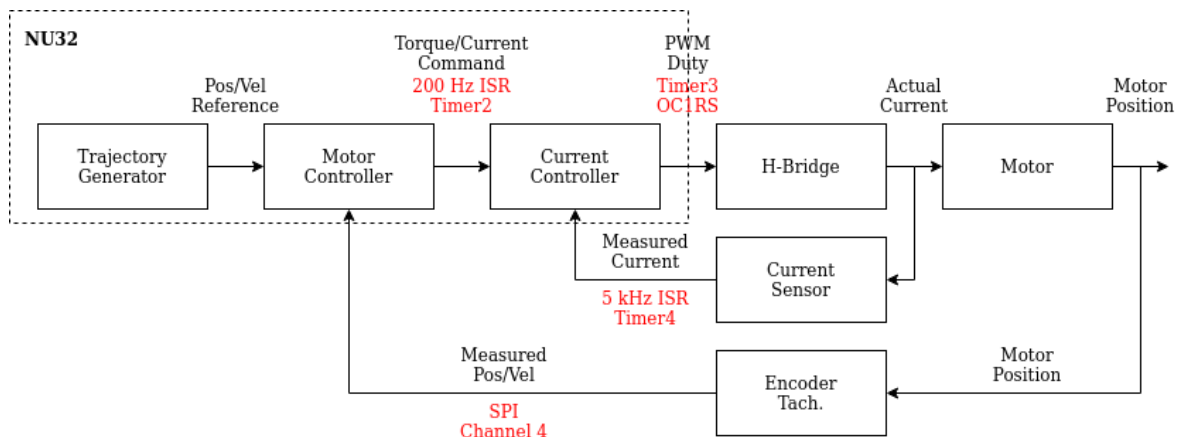 NU32
Torque/Current
Command
200 Hz ISR
Timer2
PWM
Duty
Timer3
OC1RS
Pos/Vel
Reference
Actual
Current
Motor
Position
Trajectory
Generator
Motor
Controller
Current
Controller
H-Bridge
Motor
Measured
Current
5 kHz ISR
Timer4
Current
Sensor
Measured
Pos/Vel
SPI
Channel 4
Encoder
Tach.
Motor
Position